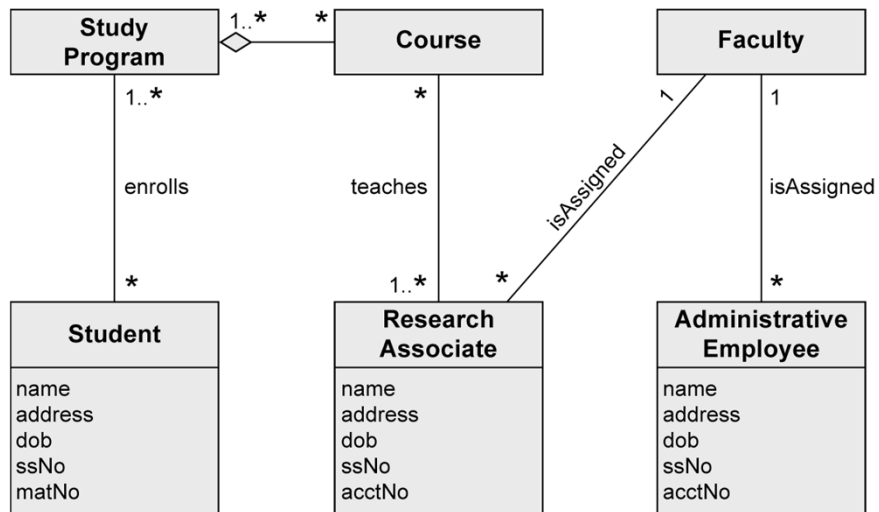 Study
Program
1..*
*
Course
Faculty
1..*
*
1
1
enrolls
teaches
isAssigned
isAssigned
*
1..*
*
*
Student
Research
Associate
Administrative
Employee
name
address
dob
ssNo
matNo
name
address
dob
ssNo
acctNo
name
address
dob
ssNo
acctNo